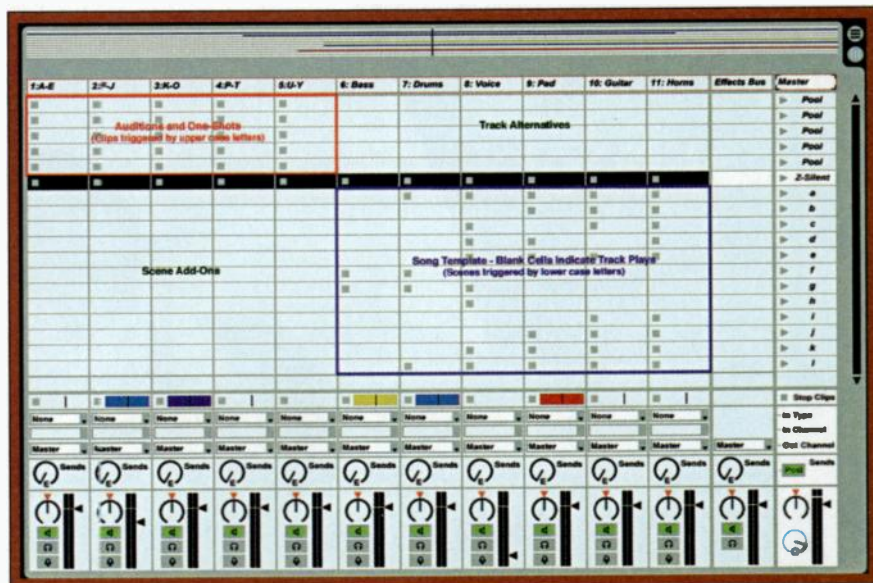 1:A-E 2:F-J 3:K-O 4:P-T 5:U-Y 6: Bass 7: Drums 8: Voice 9: Pad 10: Guitar 11: Horns Effects Bus Master
Pool
Auditions and One-Shots
(Clips triggered by upper case letters)
Track Alternatives
Pool
Pool
Pool
Pool
Z-Silent
a
b
c
d
Song Template - Blank Cells Indicate Track Plays
(Scenes triggered by lower case letters)
e
Scene Add-Ons
f
g
h
i
j
k
l
Stop Clips
None None None None None None None None None None None In Type
In Channel
Master Master Master Master Master Master Master Master Master Master Master Master Out Channel
Sends Sends Sends Sends Sends Sends Sends Sends Sends Sends Sends Sends Sends
E E E E E E E E E E E E Post